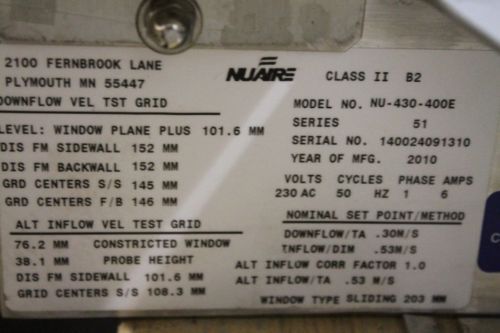 2100 FERNBROOK LANE
PLYMOUTH MN 55447
NUAIRE
CLASS II B2
DOWNFLOW VEL TST GRID
LEVEL: WINDOW PLANE PLUS 101.6 MM
DIS FM SIDEWALL 152 MM
DIS FM BACKWALL 152 MM
GRD CENTERS S/S 145 MM
GRD CENTERS F/B 146 MM
ALT INFLOW VEL TEST GRID
76.2 MM CONSTRICTED WINDOW
38.1 MM PROBE HEIGHT
DIS FM SIDEWALL 101.6 MM
GRID CENTERS S/S 108.3 MM
MODEL NO. NU-430-400E
SERIES 51
SERIAL NO. 140024091310
YEAR OF MFG. 2010
VOLTS CYCLES PHASE AMPS
230 AC 50 HZ 1 6
NOMINAL SET POINT/METHOD
DOWNFLOW/TA .30M/S
INFLOW/DIM .53M/S
ALT INFLOW CORR FACTOR 1.0
ALT INFLOW/TA .53 M/S
WINDOW TYPE SLIDING 203 MM